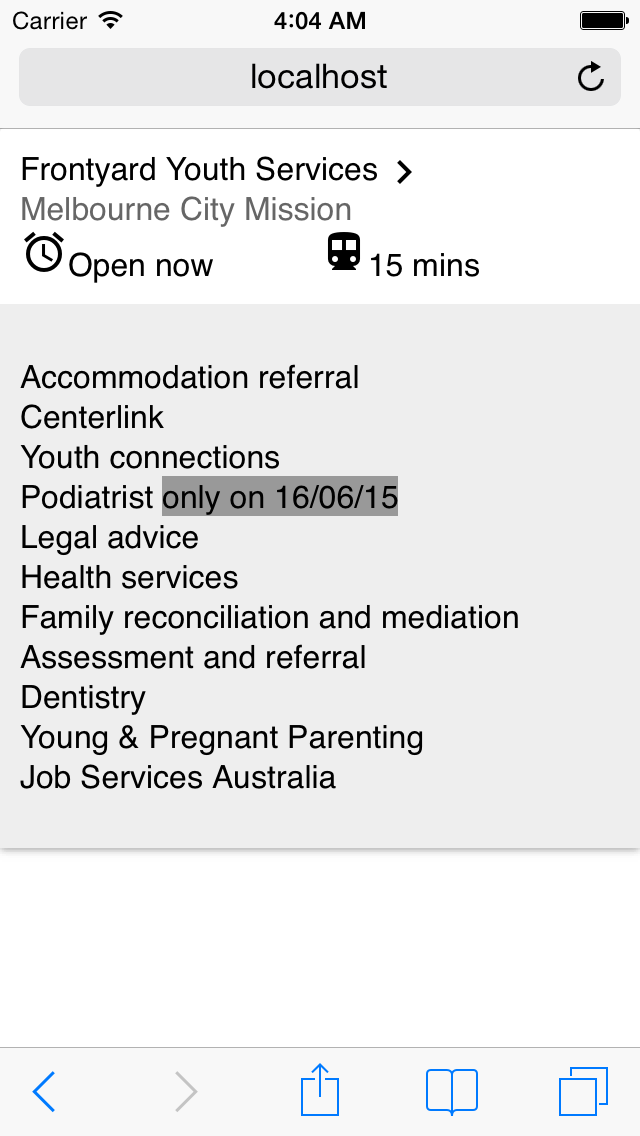 Carrier 4:04 AM
localhost
Frontyard Youth Services
Melbourne City Mission
Open now 15 mins
Accommodation referral
Centerlink
Youth connections
Podiatrist only on 16/06/15
Legal advice
Health services
Family reconciliation and mediation
Assessment and referral
Dentistry
Young & Pregnant Parenting
Job Services Australia